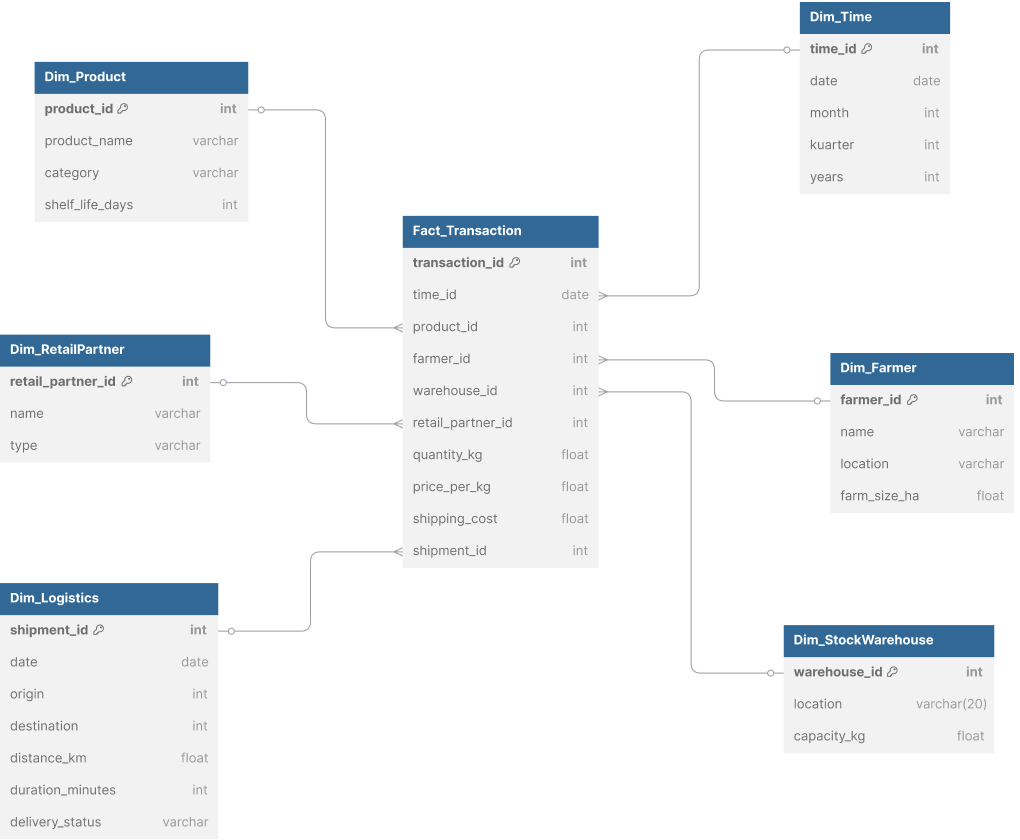 Dim_Time
time_id int
date date
month int
kuarter int
years int
Dim_Product
product_id int
product_name varchar
category varchar
shelf_life_days int
Fact_Transaction
transaction_id int
time_id date
product_id int
farmer_id int
warehouse_id int
retail_partner_id int
quantity_kg float
price_per_kg float
shipping_cost float
shipment_id int
Dim_RetailPartner
retail_partner_id int
name varchar
type varchar
Dim_Farmer
farmer_id int
name varchar
location varchar
farm_size_ha float
Dim_Logistics
shipment_id int
date date
origin int
destination int
distance_km float
duration_minutes int
delivery_status varchar
Dim_StockWarehouse
warehouse_id int
location varchar(20)
capacity_kg float